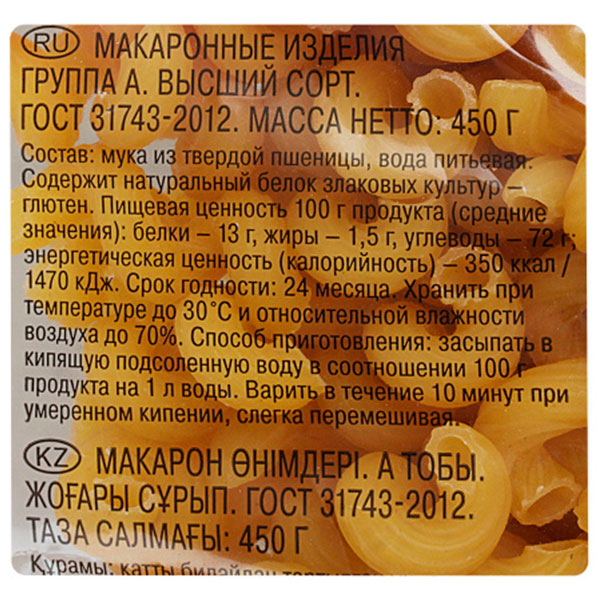 RU МАКАРОННЫЕ ИЗДЕЛИЯ
ГРУППА А. ВЫСШИЙ СОРТ.
ГОСТ 31743-2012. МАССА НЕТТО: 450 Г
Состав: мука из твердой пшеницы, вода питьевая.
Содержит натуральный белок злаковых культур –
глютен. Пищевая ценность 100 г продукта (средние
значения): белки – 13 г, жиры – 1,5 г, углеводы – 72 г;
энергетическая ценность (калорийность) – 350 ккал /
1470 кДж. Срок годности: 24 месяца. Хранить при
температуре до 30˚С и относительной влажности
воздуха до 70%. Способ приготовления: засыпать в
кипящую подсоленную воду в соотношении 100 г
продукта на 1 л воды. Варить в течение 10 минут при
умеренном кипении, слегка перемешивая.
KZ МАКАРОН ӨНІМДЕРІ. А ТОБЫ.
ЖОҒАРЫ СҰРЫП. ГОСТ 31743-2012.
ТАЗА САЛМАҒЫ: 450 Г
Құрамы: қатты бидайдан